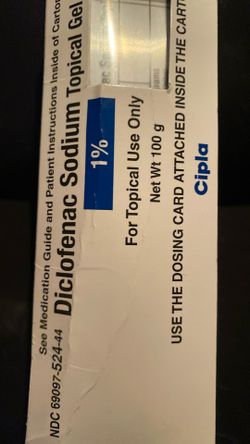 NDC 69097-524-44
See Medication Guide and Patient Instructions Inside of Carton
Diclofenac Sodium Topical Gel
1%
For Topical Use Only
Net Wt 100 g
USE THE DOSING CARD ATTACHED INSIDE THE CART
Cipla